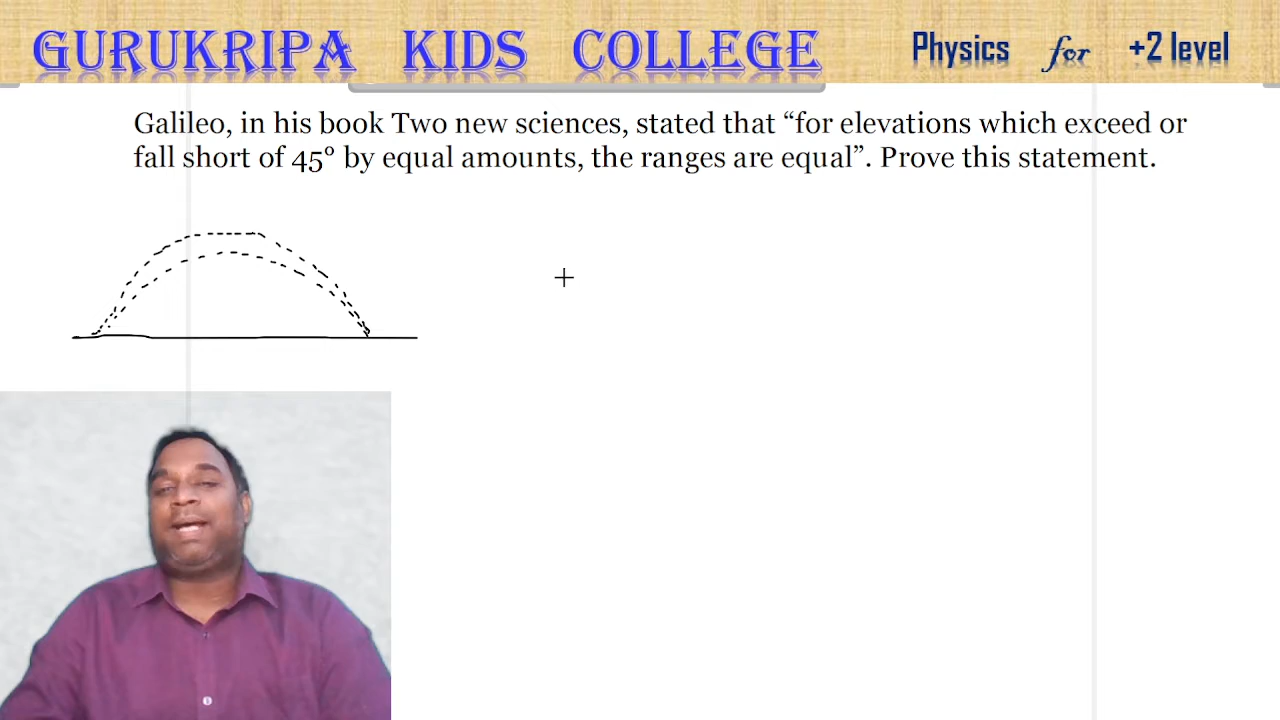 GURUKRIPA KIDS COLLEGE Physics for +2 level
Galileo, in his book Two new sciences, stated that “for elevations which exceed or
fall short of 45° by equal amounts, the ranges are equal”. Prove this statement.